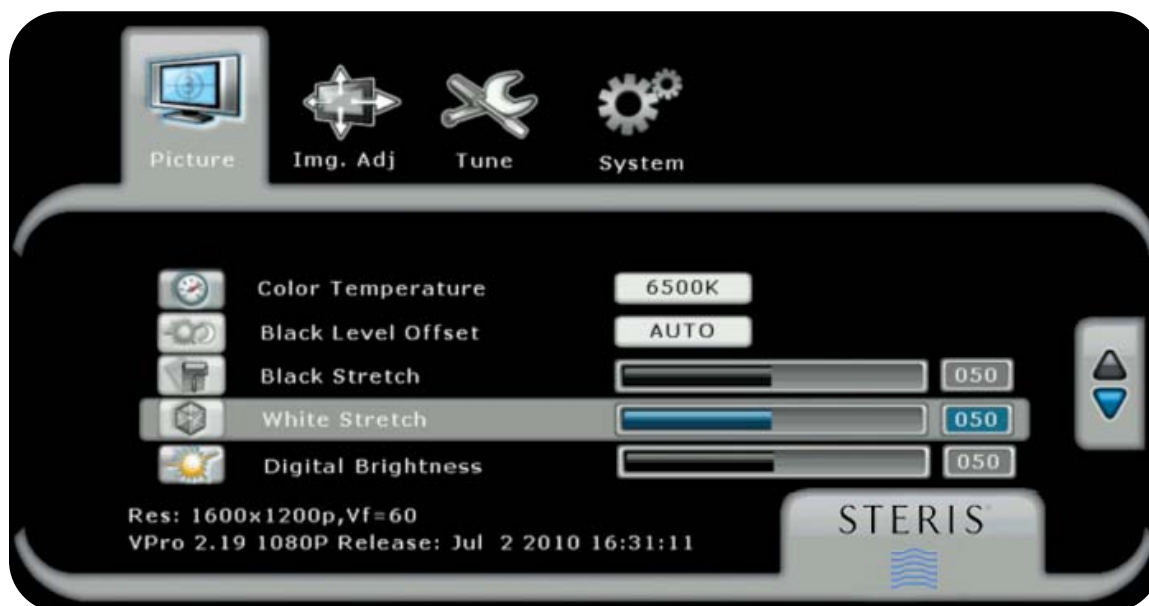 Picture
Img. Adj
Tune
System
Color Temperature 6500K
Black Level Offset AUTO
Black Stretch 050
White Stretch 050
Digital Brightness 050
Res: 1600x1200p,Vf=60
VPro 2.19 1080P Release: Jul 2 2010 16:31:11
STERIS